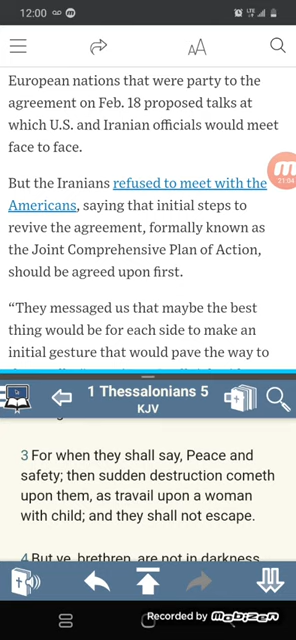 12:00
LTE
AA
European nations that were party to the
agreement on Feb. 18 proposed talks at
which U.S. and Iranian officials would meet
face to face.
But the Iranians refused to meet with the
Americans, saying that initial steps to
21:04
revive the agreement, formally known as
the Joint Comprehensive Plan of Action,
should be agreed upon first.
“They messaged us that maybe the best
thing would be for each side to make an
initial gesture that would pave the way to
1 Thessalonians 5
KJV
3 For when they shall say, Peace and
safety; then sudden destruction cometh
upon them, as travail upon a woman
with child; and they shall not escape.
4 But ye, brethren, are not in darkness,
Recorded by Mobizen